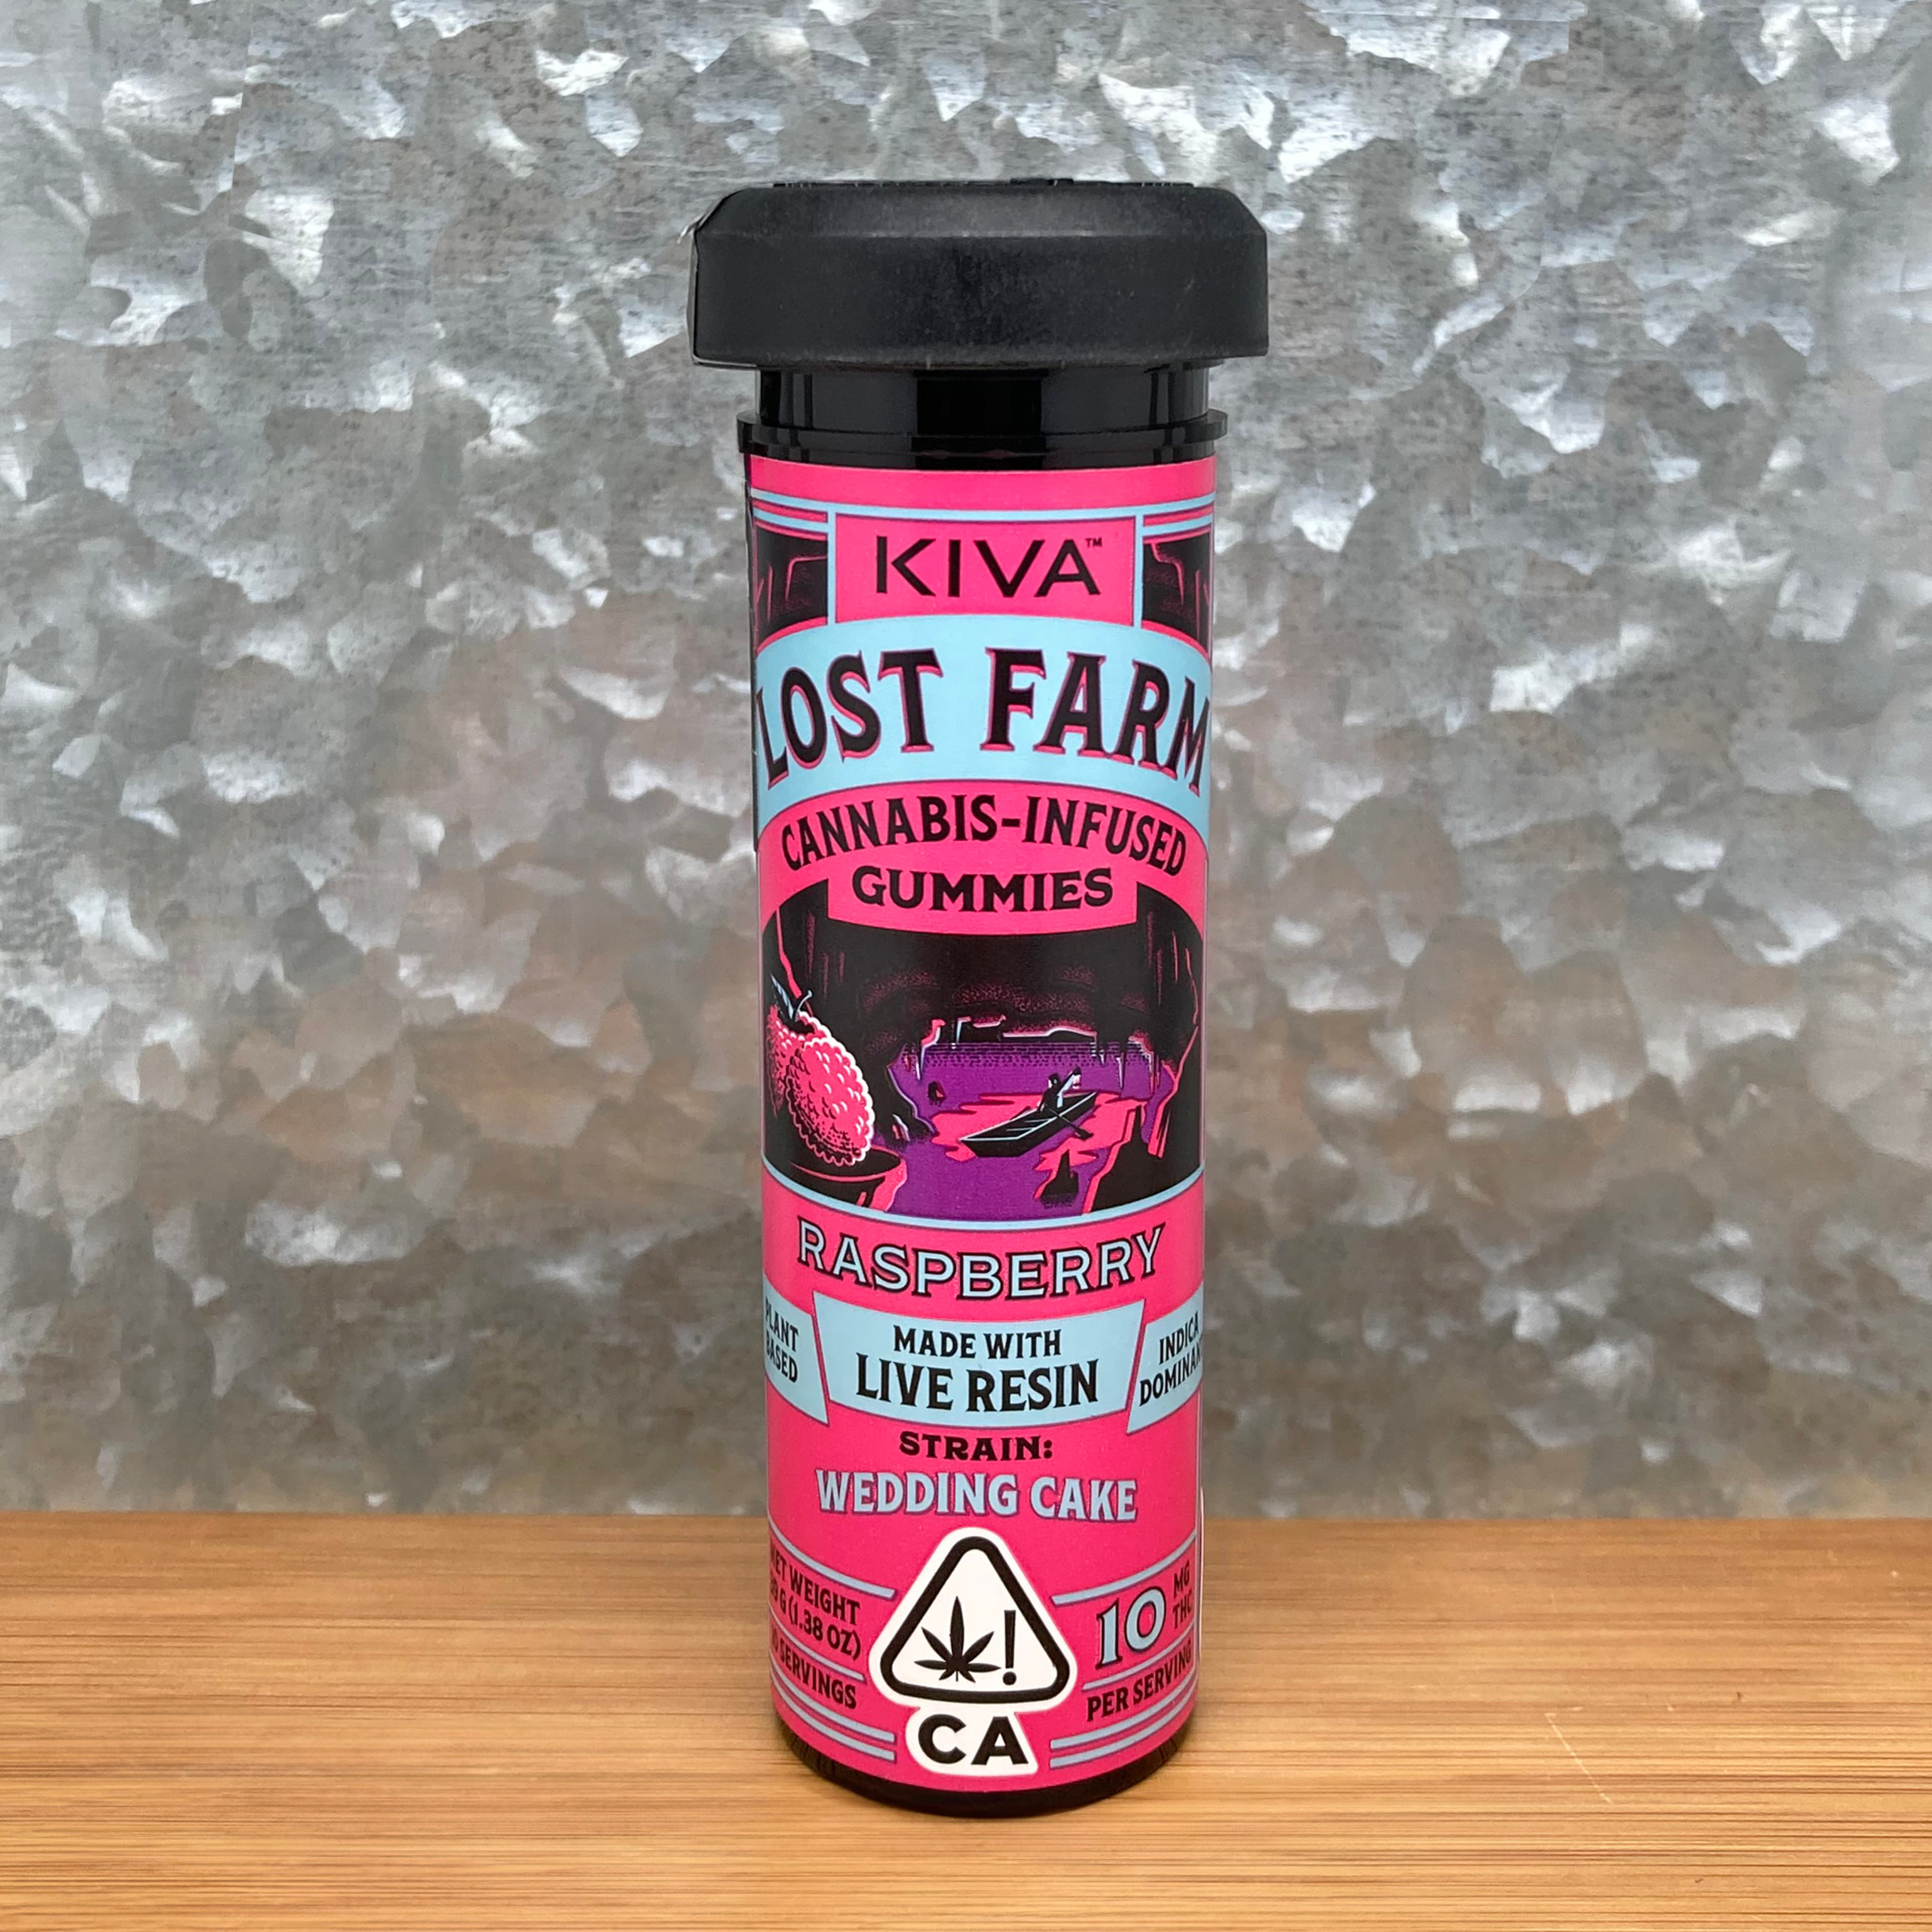 KIVA™
LOST FARM
CANNABIS-INFUSED
GUMMIES
RASPBERRY
PLANT
BASED
MADE WITH
LIVE RESIN
INDICA
STRAIN:
WEDDING CAKE
NET WEIGHT
G (1.38 OZ)
SERVINGS
!
CA
10 MG
THC
PER SERVING